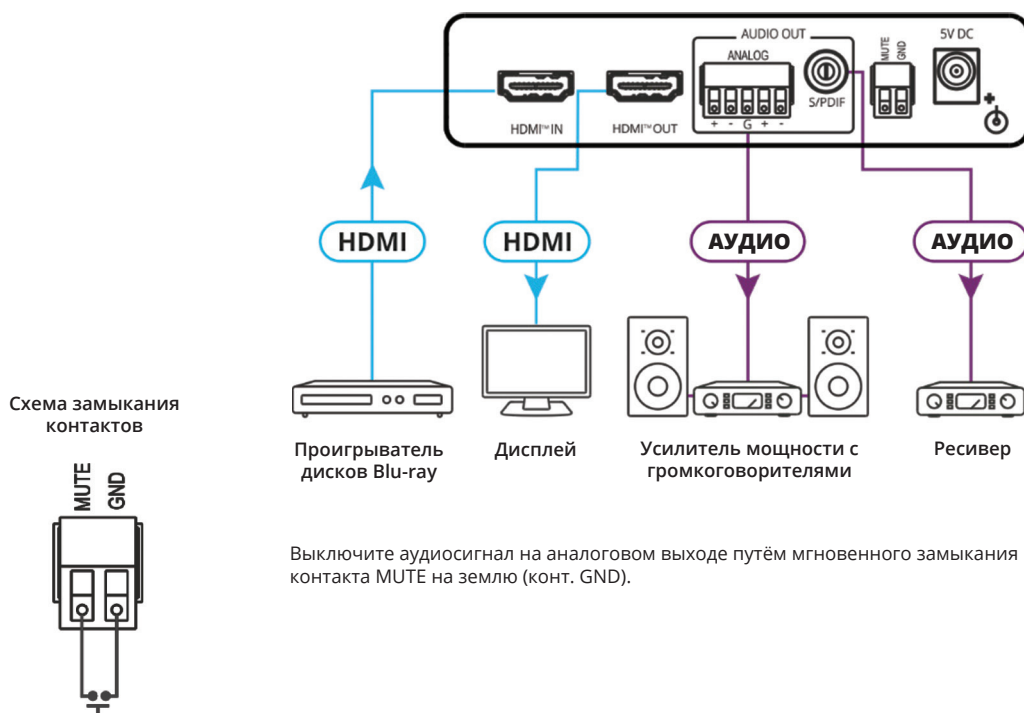 AUDIO OUT
ANALOG
S/PDIF
+ - G + -
MUTE
GND
5V DC
+
HDMI™ IN
HDMI™ OUT
HDMI
HDMI
АУДИО
АУДИО
Схема замыкания
контактов
MUTE
GND
Проигрыватель
дисков Blu-ray
Дисплей
Усилитель мощности с
громкоговорителями
Ресивер
Выключите аудиосигнал на аналоговом выходе путём мгновенного замыкания
контакта MUTE на землю (конт. GND).